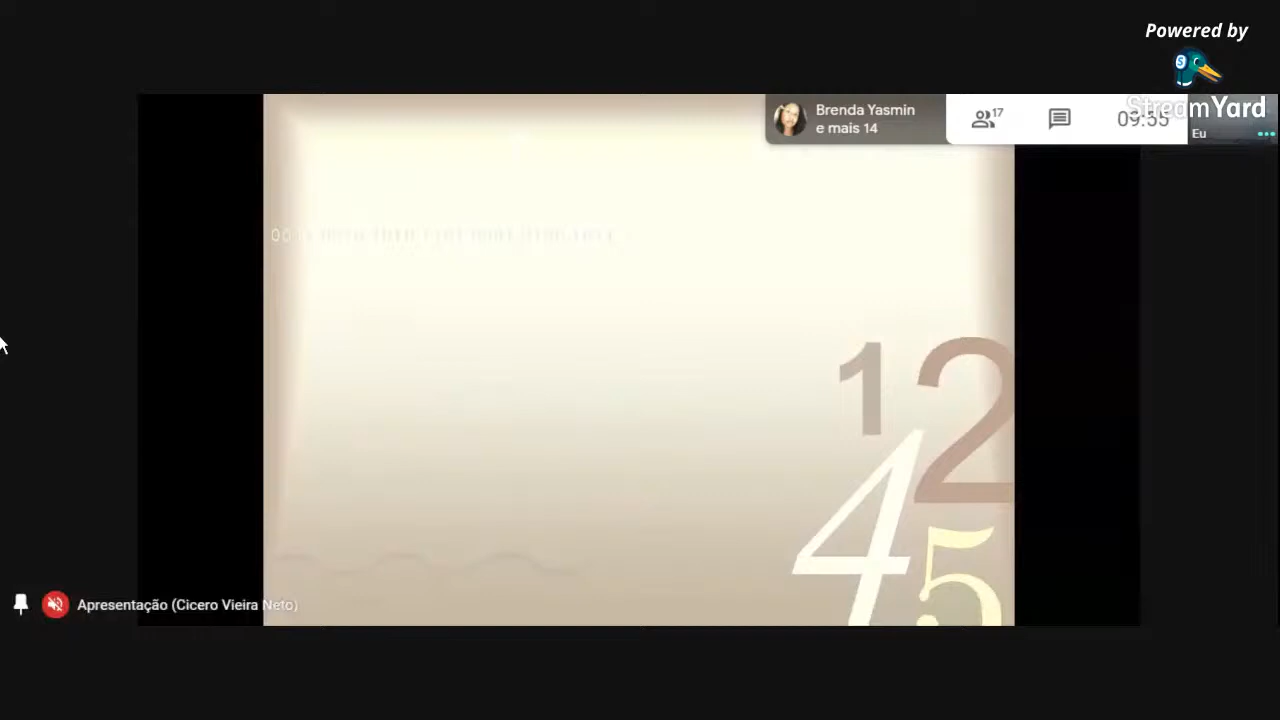 Powered by
StreamYard
Brenda Yasmin
e mais 14
17
09:55
Eu
12
45
Apresentação (Cicero Vieira Neto)